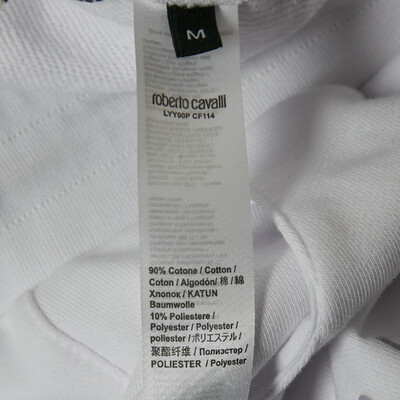 M
roberto cavalli
LYY00P CF114
90% Cotone / Cotton /
Coton / Algodón/ 棉 / 綿
Хлопок / KATUN
Baumwolle
10% Poliestere /
Polyester / Polyester /
poliester /ポリエステル /
聚酯纤维 / Полиэстер /
POLIESTER / Polyester